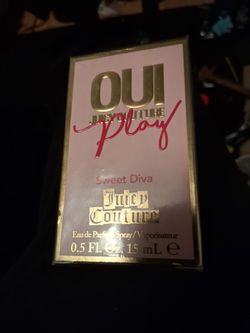 OUI
JUICY COUTURE
Play
Sweet Diva
Juicy
Couture
Eau de Parfum Spray / Vaporisateur
0.5 FL OZ. 15 mL e